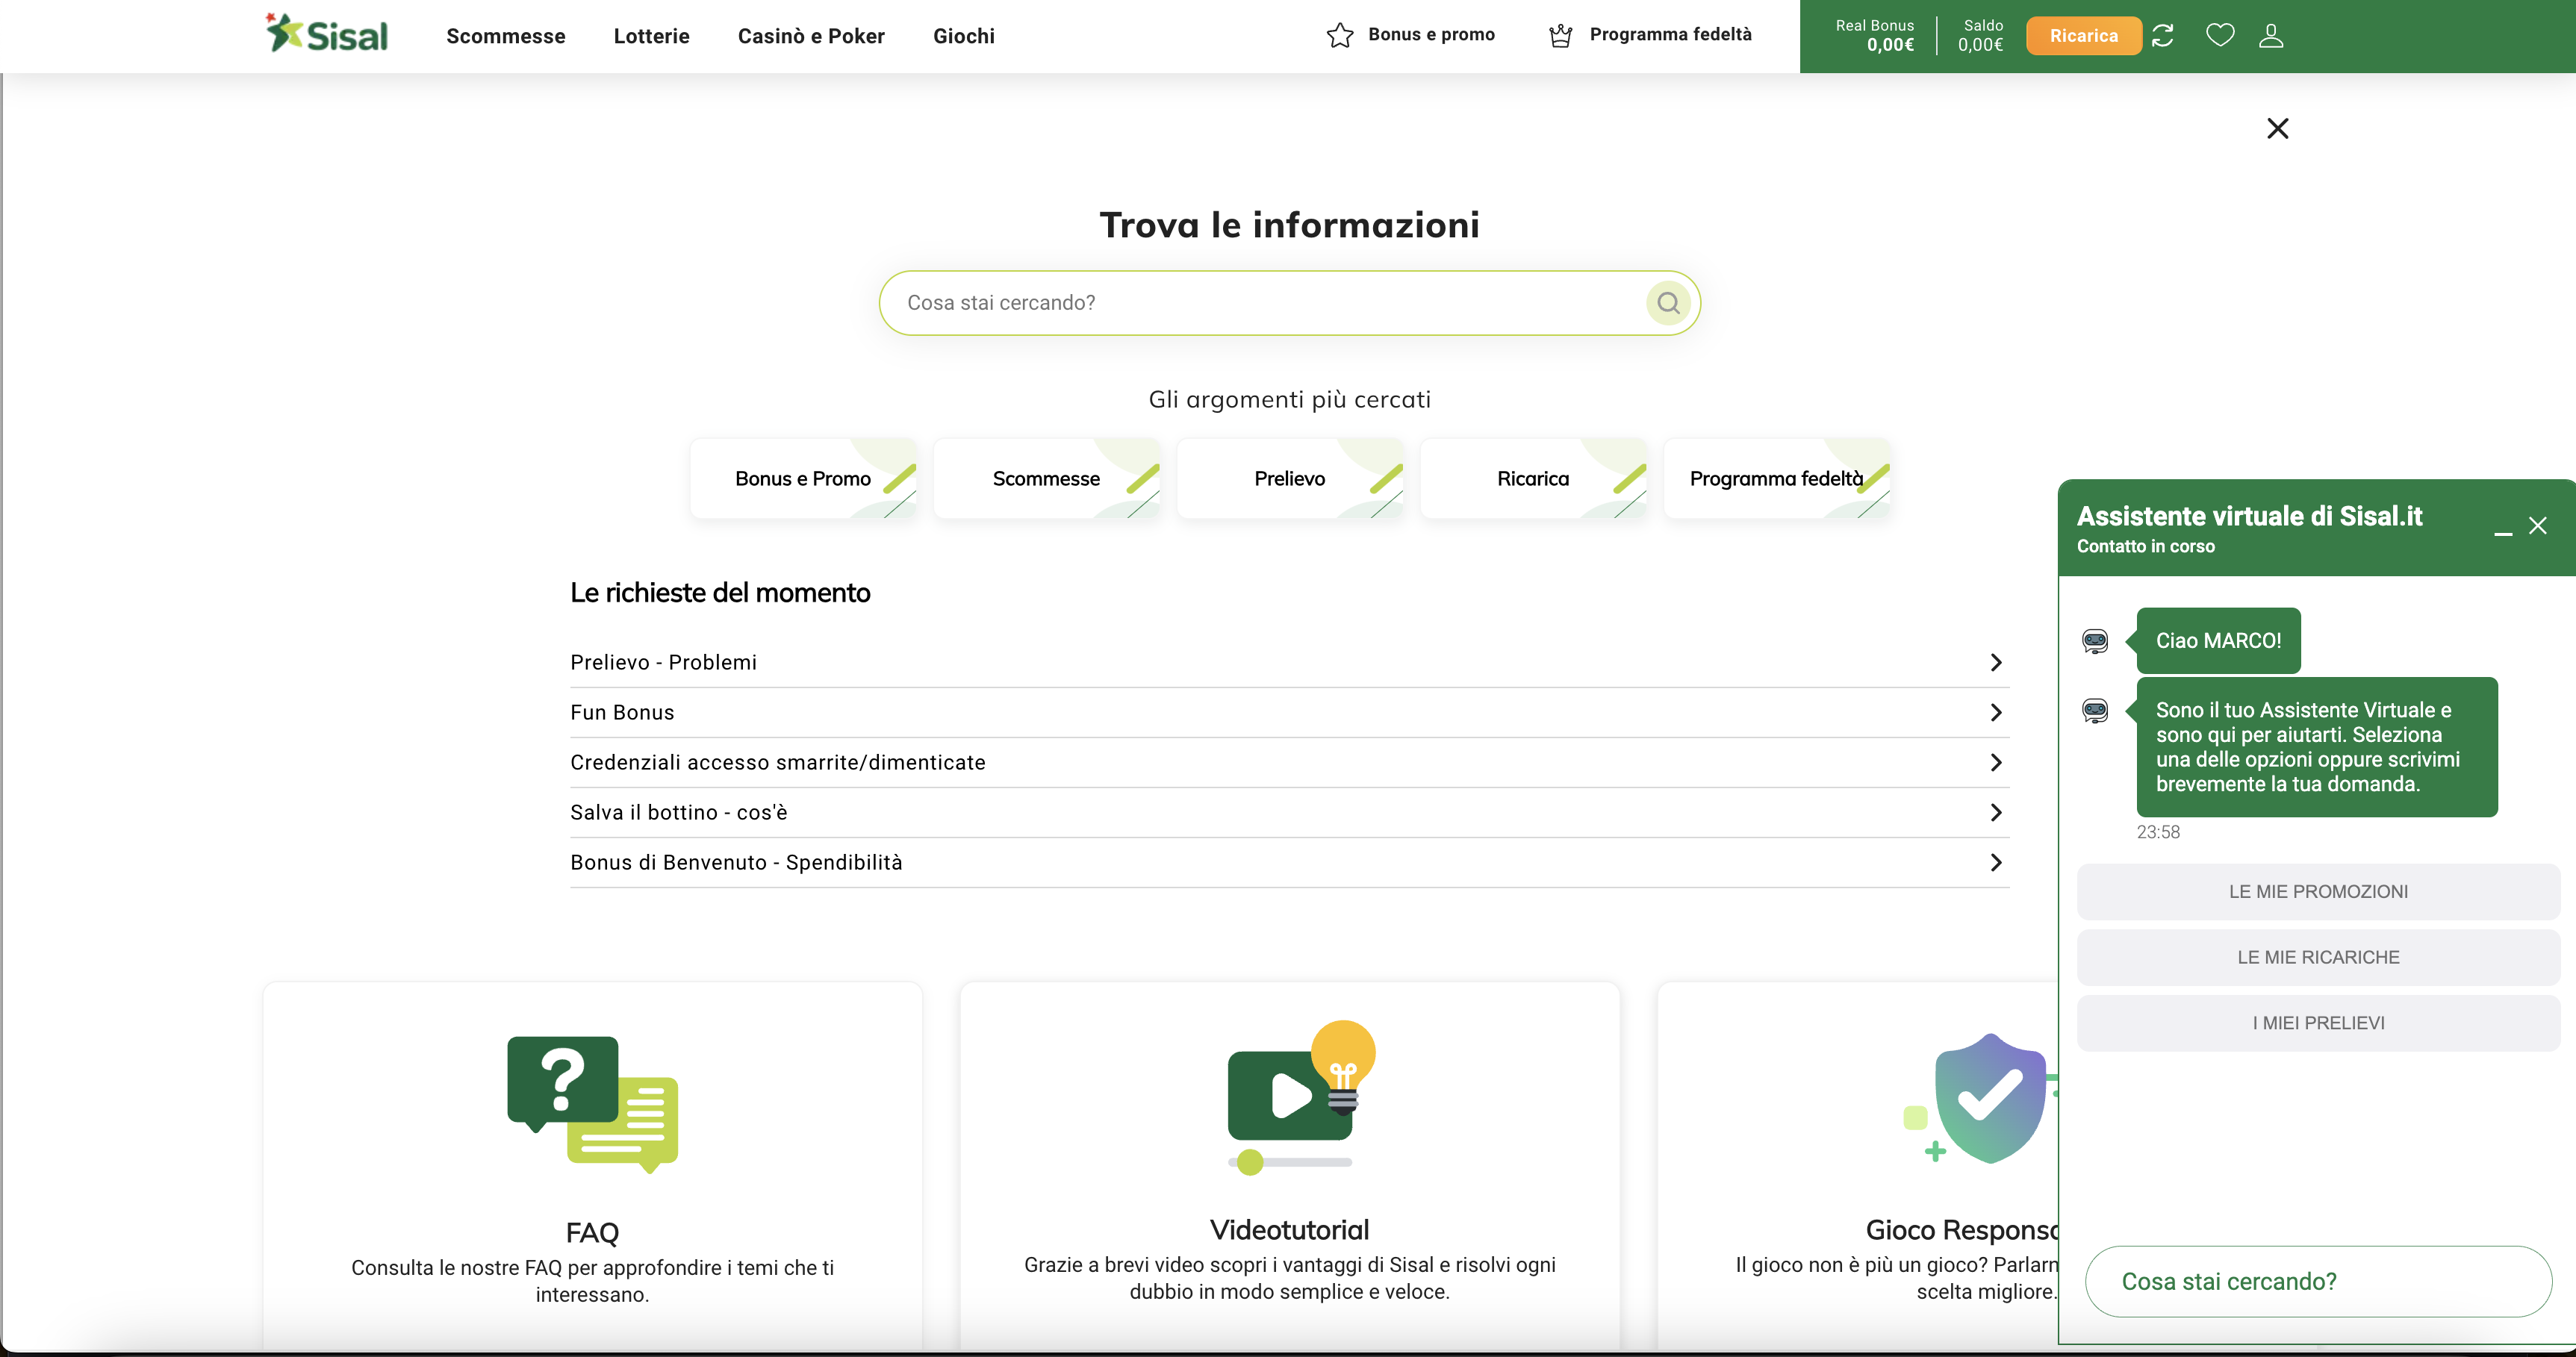 Sisal
Scommesse
Lotterie
Casinò e Poker
Giochi
Bonus e promo
Programma fedeltà
Real Bonus
0,00€
Saldo
0,00€
Ricarica
Trova le informazioni
Cosa stai cercando?
Gli argomenti più cercati
Bonus e Promo
Scommesse
Prelievo
Ricarica
Programma fedeltà
Le richieste del momento
Prelievo - Problemi
Fun Bonus
Credenziali accesso smarrite/dimenticate
Salva il bottino - cos'è
Bonus di Benvenuto - Spendibilità
?
FAQ
Consulta le nostre FAQ per approfondire i temi che ti
interessano.
Videotutorial
Grazie a brevi video scopri i vantaggi di Sisal e risolvi ogni
dubbio in modo semplice e veloce.
Gioco Respons
Il gioco non è più un gioco? Parlarn
scelta migliore.
Assistente virtuale di Sisal.it
Contatto in corso
Ciao MARCO!
Sono il tuo Assistente Virtuale e
sono qui per aiutarti. Seleziona
una delle opzioni oppure scrivimi
brevemente la tua domanda.
23:58
LE MIE PROMOZIONI
LE MIE RICARICHE
I MIEI PRELIEVI
Cosa stai cercando?